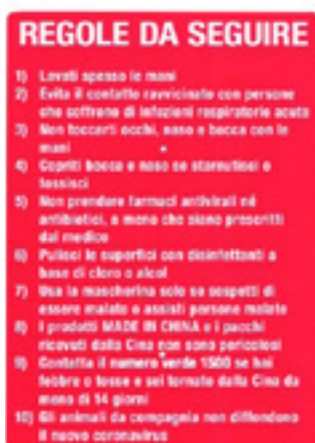 REGOLE DA SEGUIRE
1) Lavati spesso le mani
2) Evita il contatto ravvicinato con persone
che soffrono di infezioni respiratorie acute
3) Non toccarti occhi, naso e bocca con le
mani
4) Copriti bocca e naso se starnutisci o
tossisci
5) Non prendere farmaci antivirali né
antibiotici, a meno che siano prescritti
dal medico
6) Pulisci le superfici con disinfettanti a
base di cloro o alcol
7) Usa la mascherina solo se sospetti di
essere malato o assisti persone malate
8) I prodotti MADE IN CHINA e i pacchi
ricevuti dalla Cina non sono pericolosi
9) Contatta il numero verde 1500 se hai
febbre o tosse e sei tornato dalla Cina da
meno di 14 giorni
10) Gli animali da compagnia non diffondono
il nuovo coronavirus